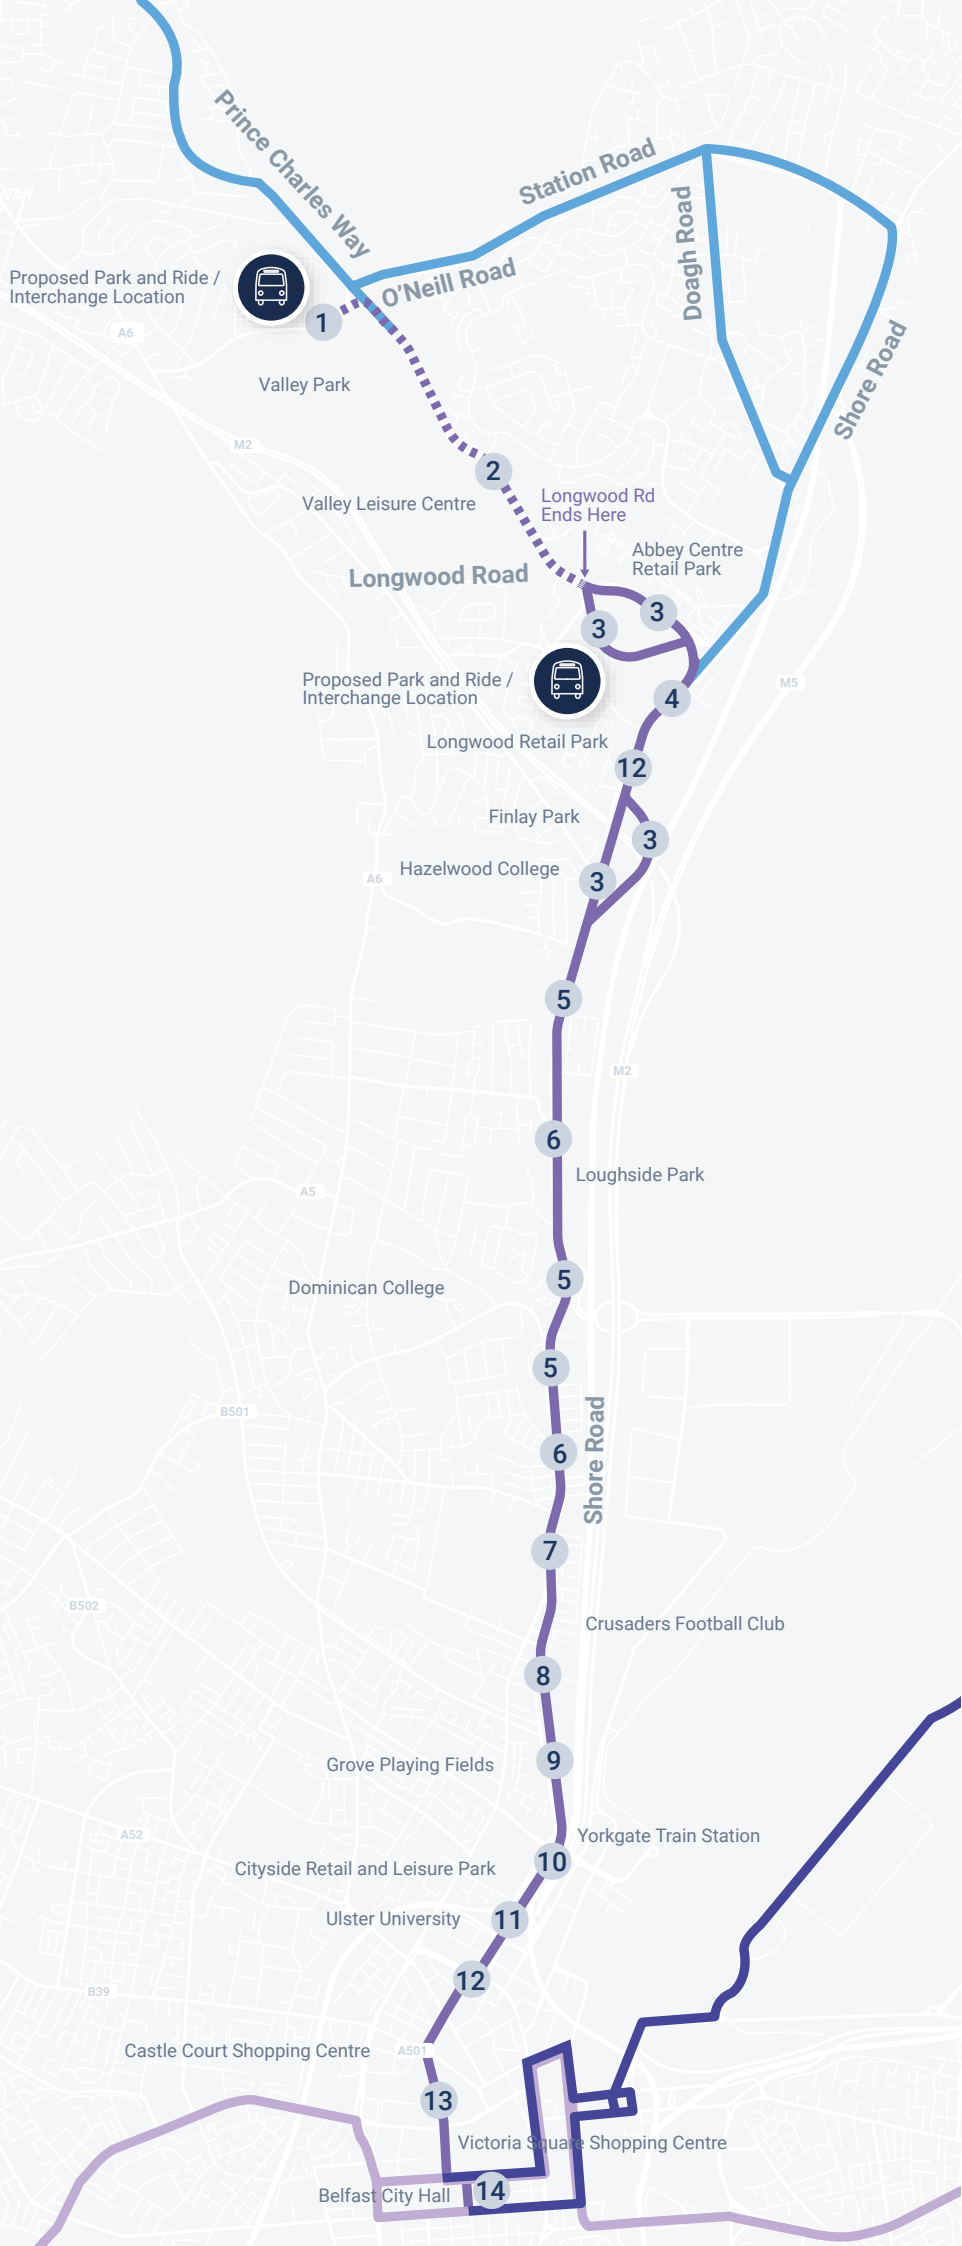 Prince Charles Way
Station Road
WAY
Doagh Road
O'Neill Road
Proposed Park and Ride /
Interchange Location
1
A6
Shore Road
Valley Park
M2
2
Valley Leisure Centre
Longwood Rd
Ends Here
Abbey Centre
Retail Park
Longwood Road
3
3
Proposed Park and Ride /
Interchange Location
M5
4
Longwood Retail Park
12
Finlay Park
3
Hazelwood College
A6
3
5
M2
6
Loughside Park
A5
5
Dominican College
5
B501
6
Shore Road
7
B502
Crusaders Football Club
8
9
Grove Playing Fields
A52
Yorkgate Train Station
10
Cityside Retail and Leisure Park
11
Ulster University
12
B39
Castle Court Shopping Centre
A501
13
Victoria Square Shopping Centre
14
Belfast City Hall